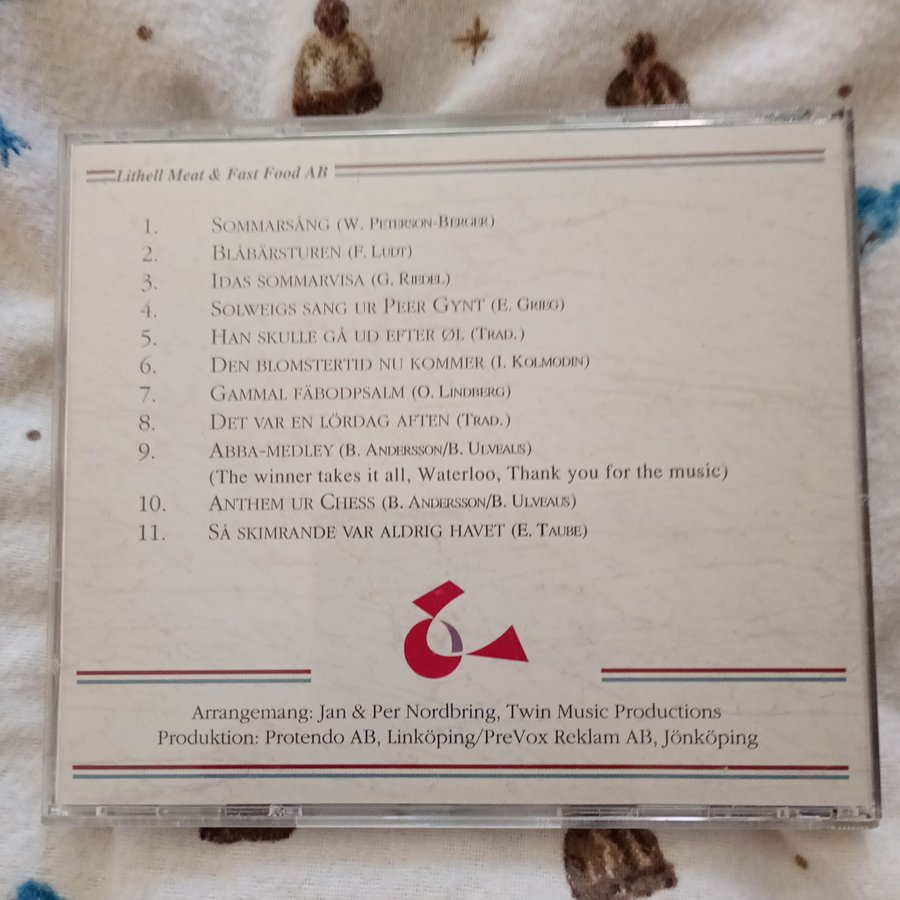 Lithell Meat & Fast Food AB
1. SOMMARSÅNG (W. PETERSON-BERGER)
2. BLÅBÄRSTUREN (F. LUDT)
3. IDAS SOMMARVISA (G. RIEDEL)
4. SOLWEIGS SANG UR PEER GYNT (E. GRIEG)
5. HAN SKULLE GÅ UD EFTER ØL (TRAD.)
6. DEN BLOMSTERTID NU KOMMER (I. KOLMODIN)
7. GAMMAL FÄBODPSALM (O. LINDBERG)
8. DET VAR EN LÖRDAG AFTEN (TRAD.)
9. ABBA-MEDLEY (B. ANDERSSON/B. ULVEAUS)
(The winner takes it all, Waterloo, Thank you for the music)
10. ANTHEM UR CHESS (B. ANDERSSON/B. ULVEAUS)
11. SÅ SKIMRANDE VAR ALDRIG HAVET (E. TAUBE)
Arrangemang: Jan & Per Nordbring, Twin Music Productions
Produktion: Protendo AB, Linköping/PreVox Reklam AB, Jönköping